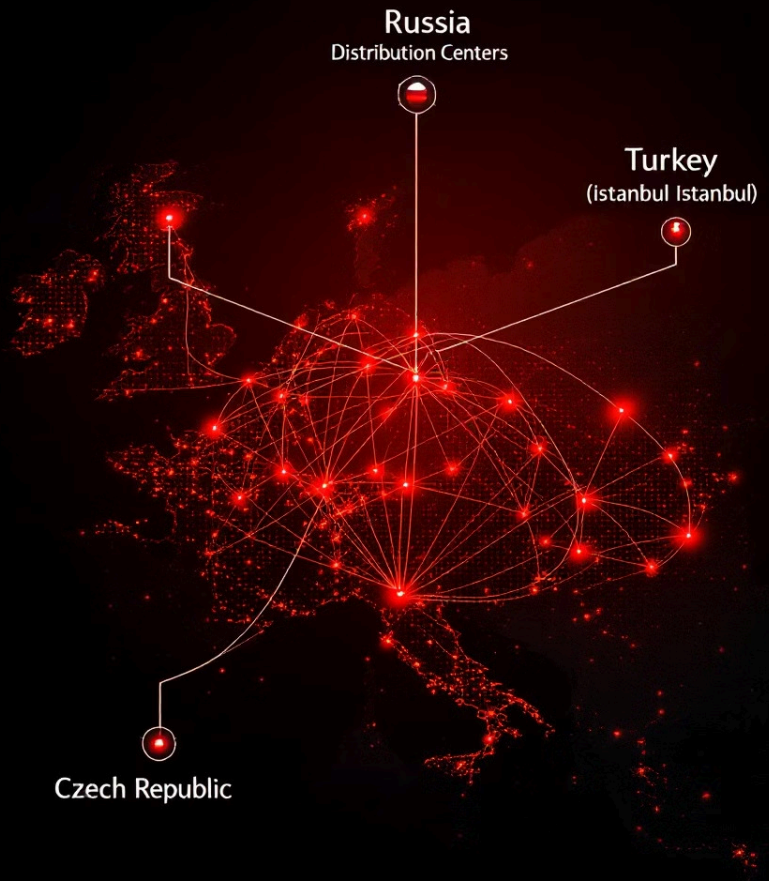 Russia
Distribution Centers
Turkey
(istanbul Istanbul)
Czech Republic